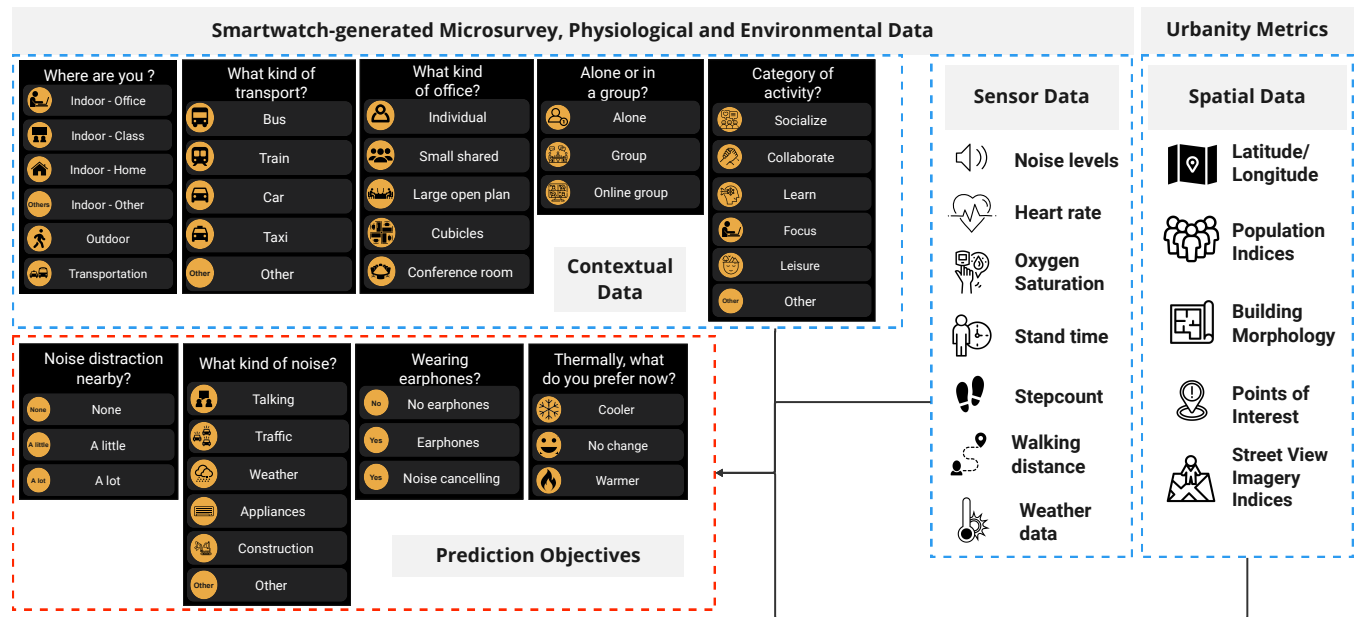 Smartwatch-generated Microsurvey, Physiological and Environmental Data
Urbanity Metrics
Where are you ?
Indoor - Office
Indoor - Class
Indoor - Home
Others
Indoor - Other
Outdoor
Transportation
What kind of
transport?
Bus
Train
Car
Taxi
Other
Other
What kind
of office?
Individual
Small shared
Large open plan
Cubicles
Conference room
Alone or in
a group?
Alone
Group
Online group
Contextual
Data
Category of
activity?
Socialize
Collaborate
Learn
Focus
Leisure
Other
Other
Sensor Data
Noise levels
Heart rate
Oxygen
Saturation
Stand time
Stepcount
Walking
distance
Weather
data
Spatial Data
Latitude/
Longitude
Population
Indices
Building
Morphology
Points of
Interest
Street View
Imagery
Indices
Noise distraction
nearby?
None
None
A little
A little
A lot
A lot
What kind of noise?
Talking
Traffic
Weather
Appliances
Construction
Other
Other
Wearing
earphones?
No
No earphones
Yes
Earphones
Yes
Noise cancelling
Thermally, what
do you prefer now?
Cooler
No change
Warmer
Prediction Objectives